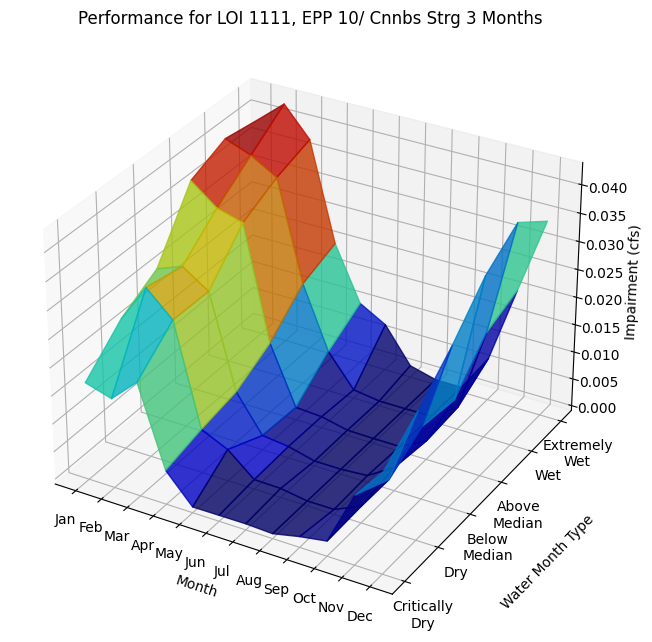 Performance for LOI 1111, EPP 10/ Cnnbs Strg 3 Months
0.040
0.035
0.030
0.025
0.020
0.015
0.010
0.005
0.000
Impairment (cfs)
Extremely
Wet
Wet
Above
Median
Below
Median
Dry
Critically
Dry
Water Month Type
Jan
Feb
Mar
Apr
May
Jun
Jul
Aug
Sep
Oct
Nov
Dec
Month